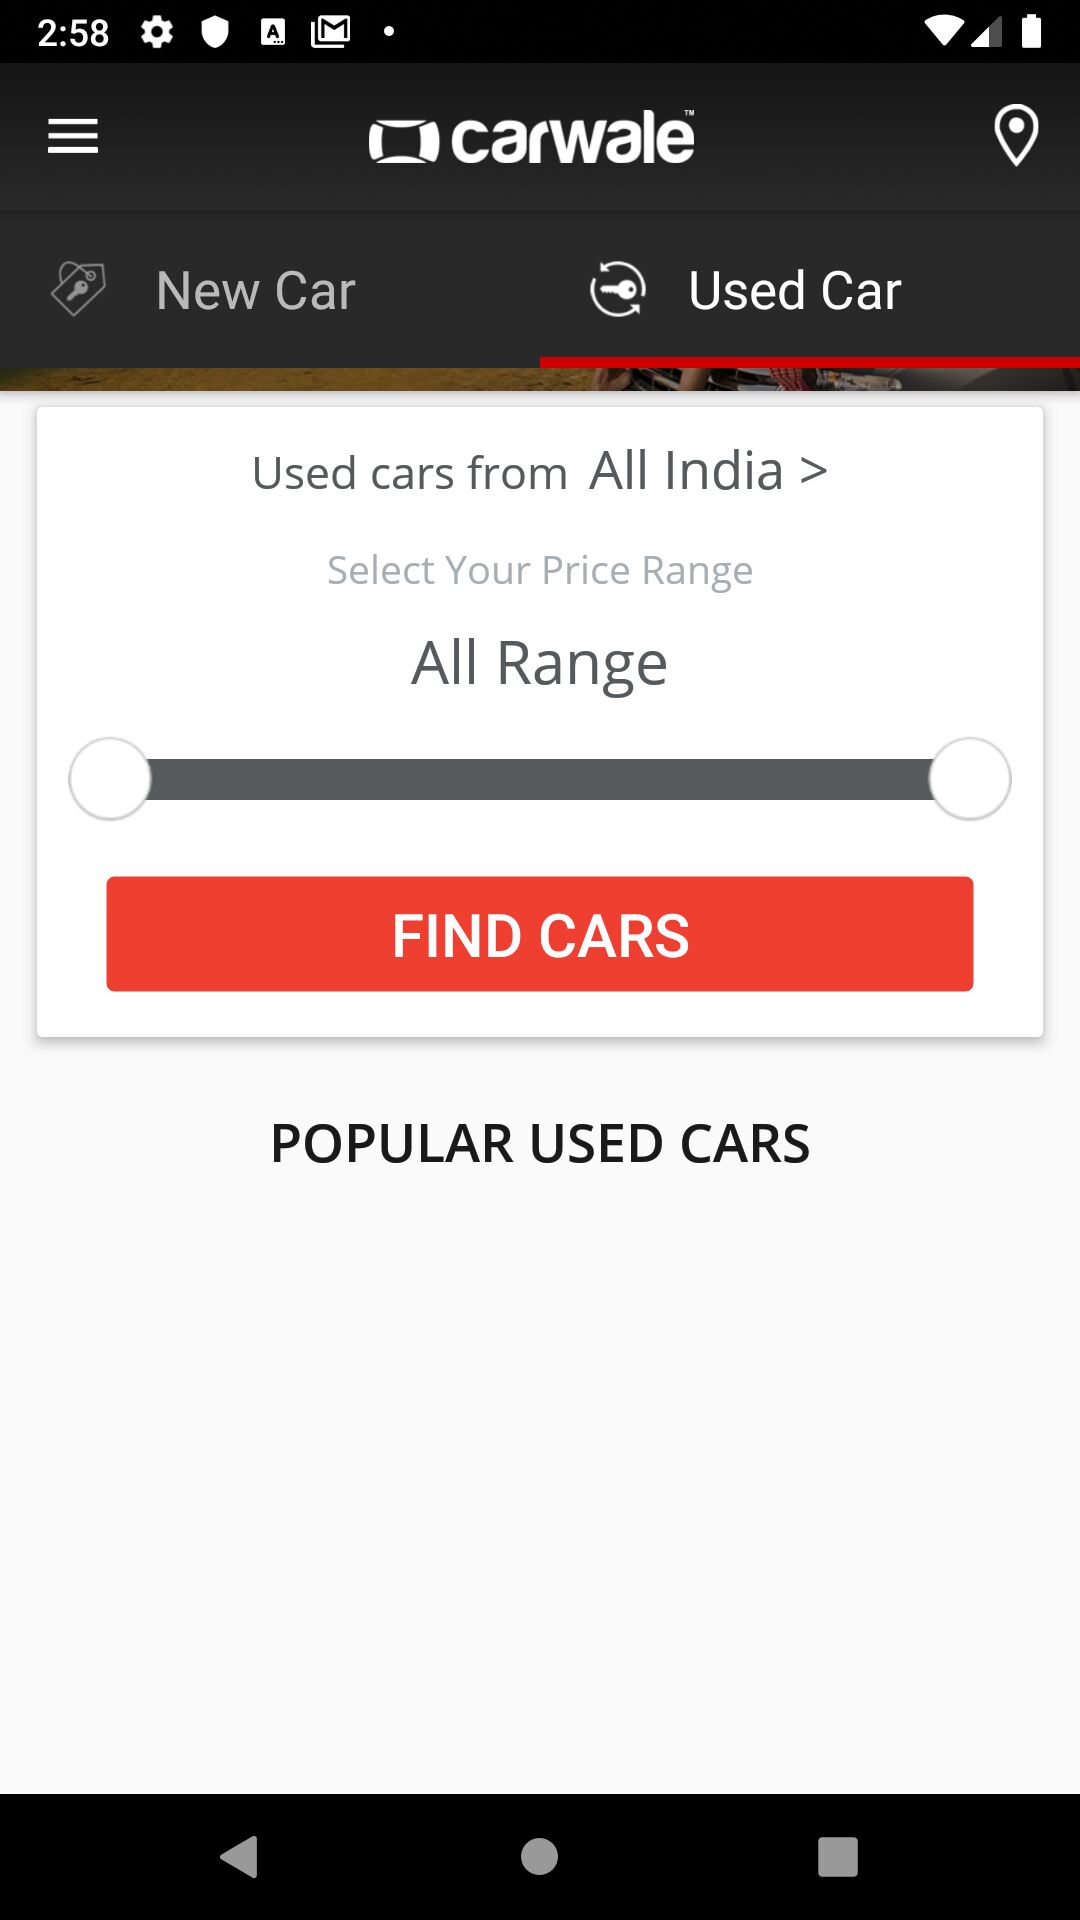 2:58
carwale™
New Car
Used Car
Used cars from All India >
Select Your Price Range
All Range
FIND CARS
POPULAR USED CARS